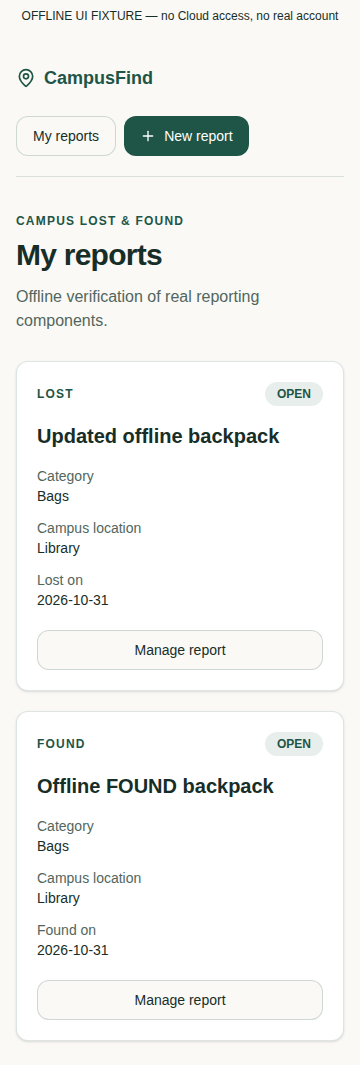 OFFLINE UI FIXTURE — no Cloud access, no real account
CampusFind
My reports
New report
CAMPUS LOST & FOUND
My reports
Offline verification of real reporting
components.
LOST
OPEN
Updated offline backpack
Category
Bags
Campus location
Library
Lost on
2026-10-31
Manage report
FOUND
OPEN
Offline FOUND backpack
Category
Bags
Campus location
Library
Found on
2026-10-31
Manage report